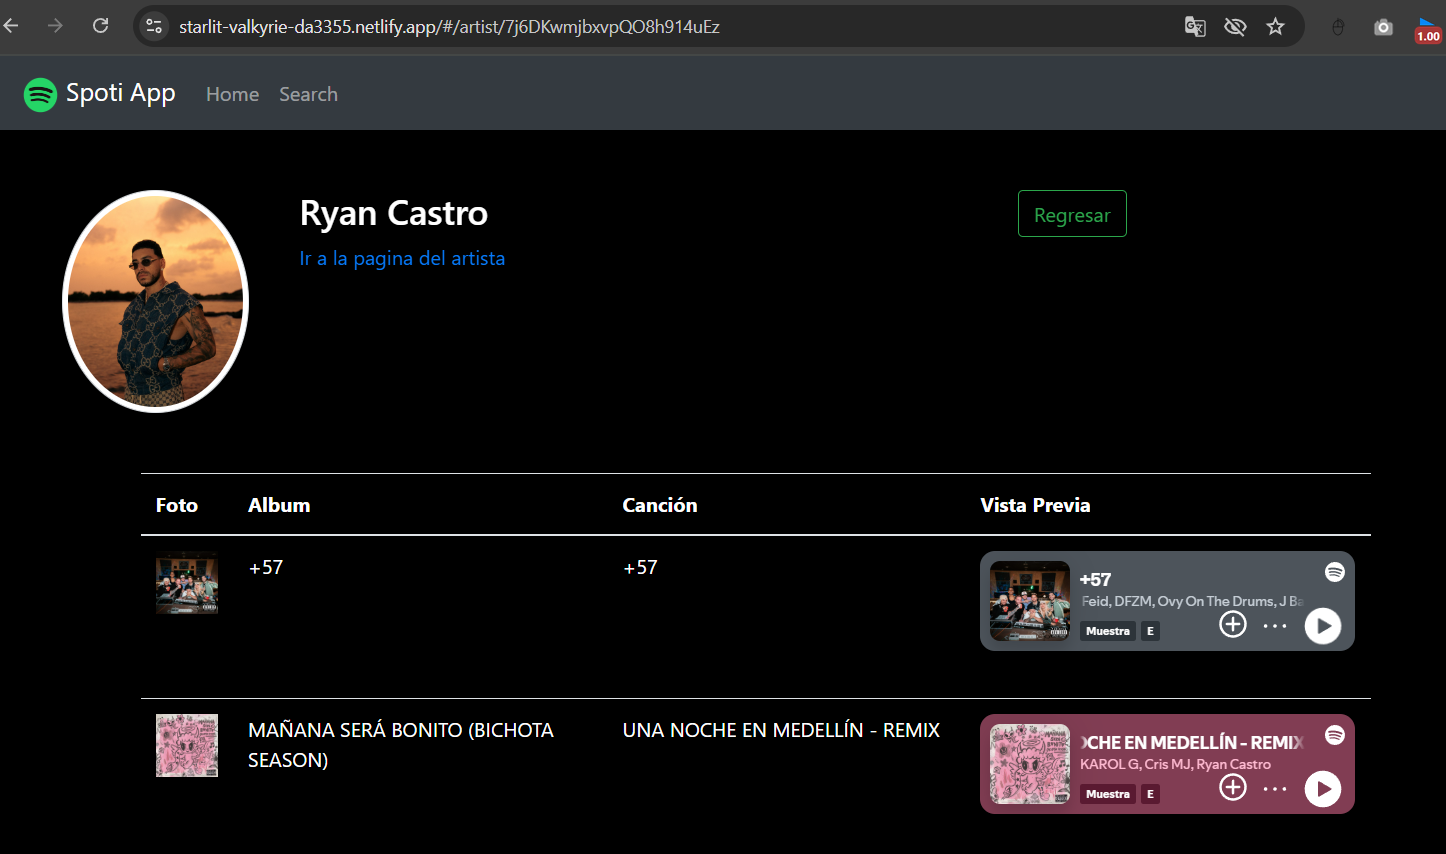 starlit-valkyrie-da3355.netlify.app/#/artist/7j6DKwmjbxvpQO8h914uEz
1.00
Spoti App
Home
Search
Ryan Castro
Regresar
Ir a la pagina del artista
Foto
Album
Canción
Vista Previa
+57
+57
+57
Feid, DFZM, Ovy On The Drums, J Ba
Muestra
E
MAÑANA SERÁ BONITO (BICHOTA
SEASON)
UNA NOCHE EN MEDELLÍN - REMIX
OCHE EN MEDELLÍN - REMIX
KAROL G, Cris MJ, Ryan Castro
Muestra
E